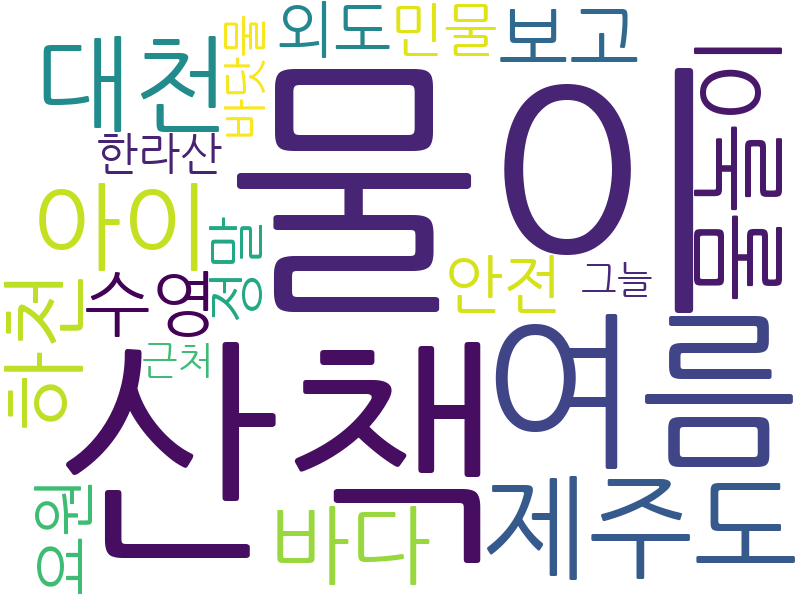 외도
민물
보고
대천
바닷물
물이
물놀이
한라산
아이
정말
안전
그늘
하천
수영
근처
산책
여름
요원
바다
제주도